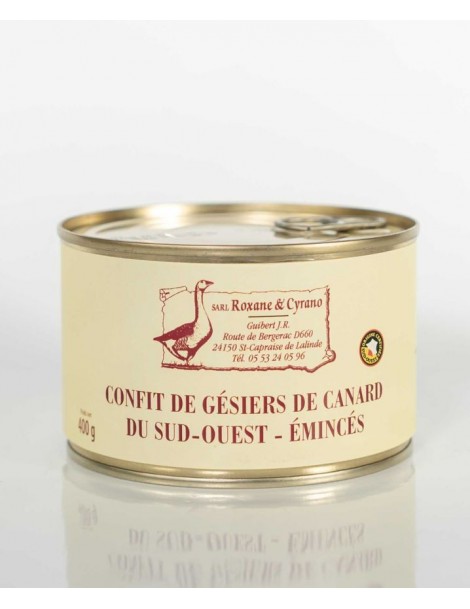 SARL Roxane & Cyrano
Guibert J.R.
Route de Bergerac D660
24150 St-Capraise de Lalinde
Tél. 05 53 24 05 96
CONFIT DE GÉSIERS DE CANARD
DU SUD-OUEST - ÉMINCÉS
400 g